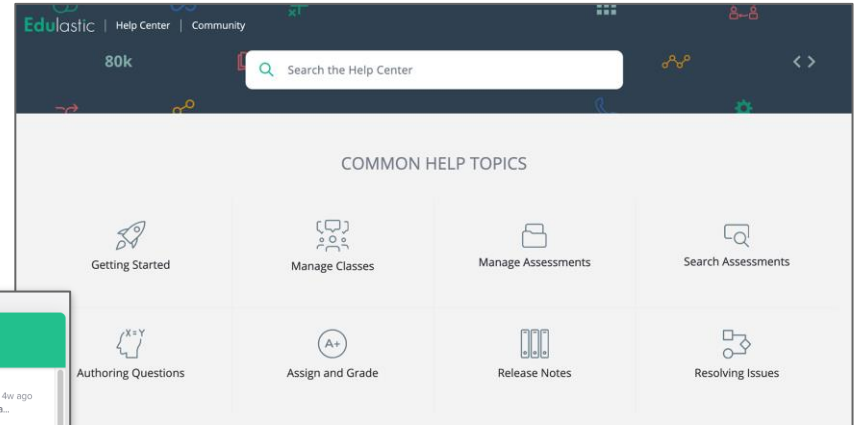 Edulastic | Help Center | Community
80k
Search the Help Center
COMMON HELP TOPICS
Getting Started
Manage Classes
Manage Assessments
Search Assessments
X = Y
A+
Authoring Questions
Assign and Grade
Release Notes
Resolving Issues
4w ago
a...